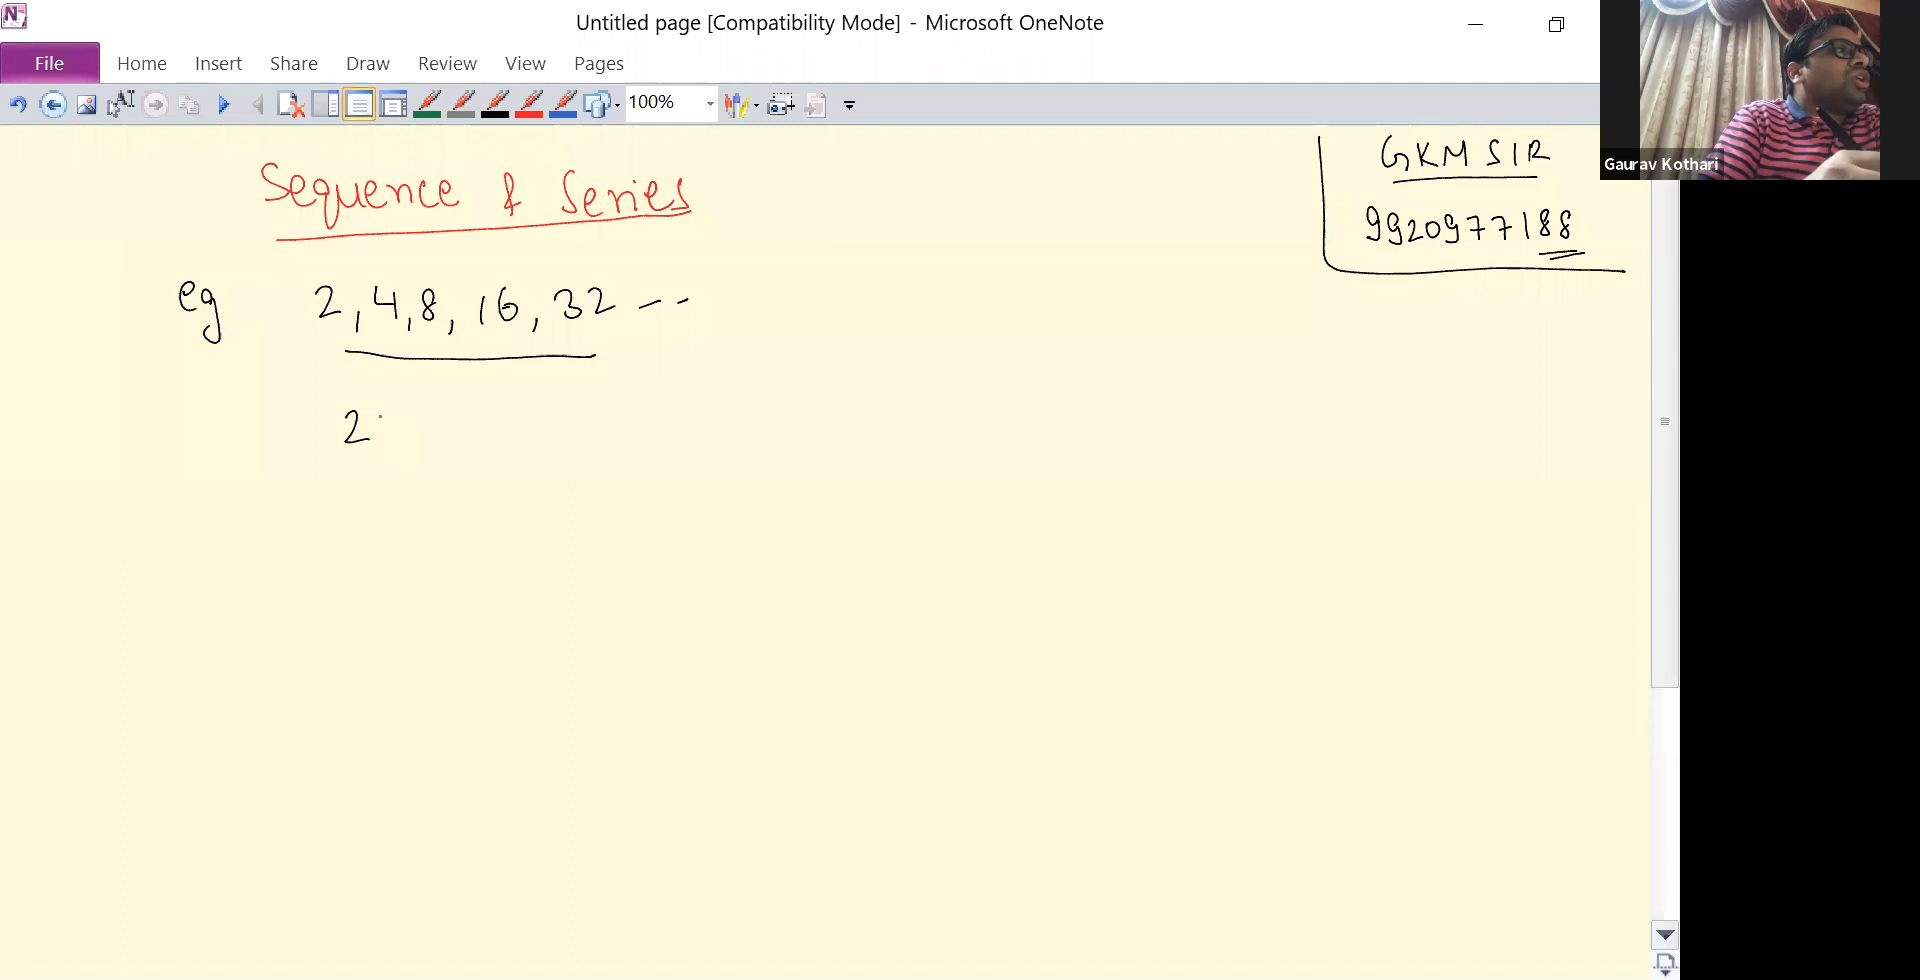 Untitled page [Compatibility Mode] - Microsoft OneNote
File Home Insert Share Draw Review View Pages
100%
Gaurav Kothari
GKM SIR
9920977188
Sequence & Series
eg 2, 4, 8, 16, 32 --
2